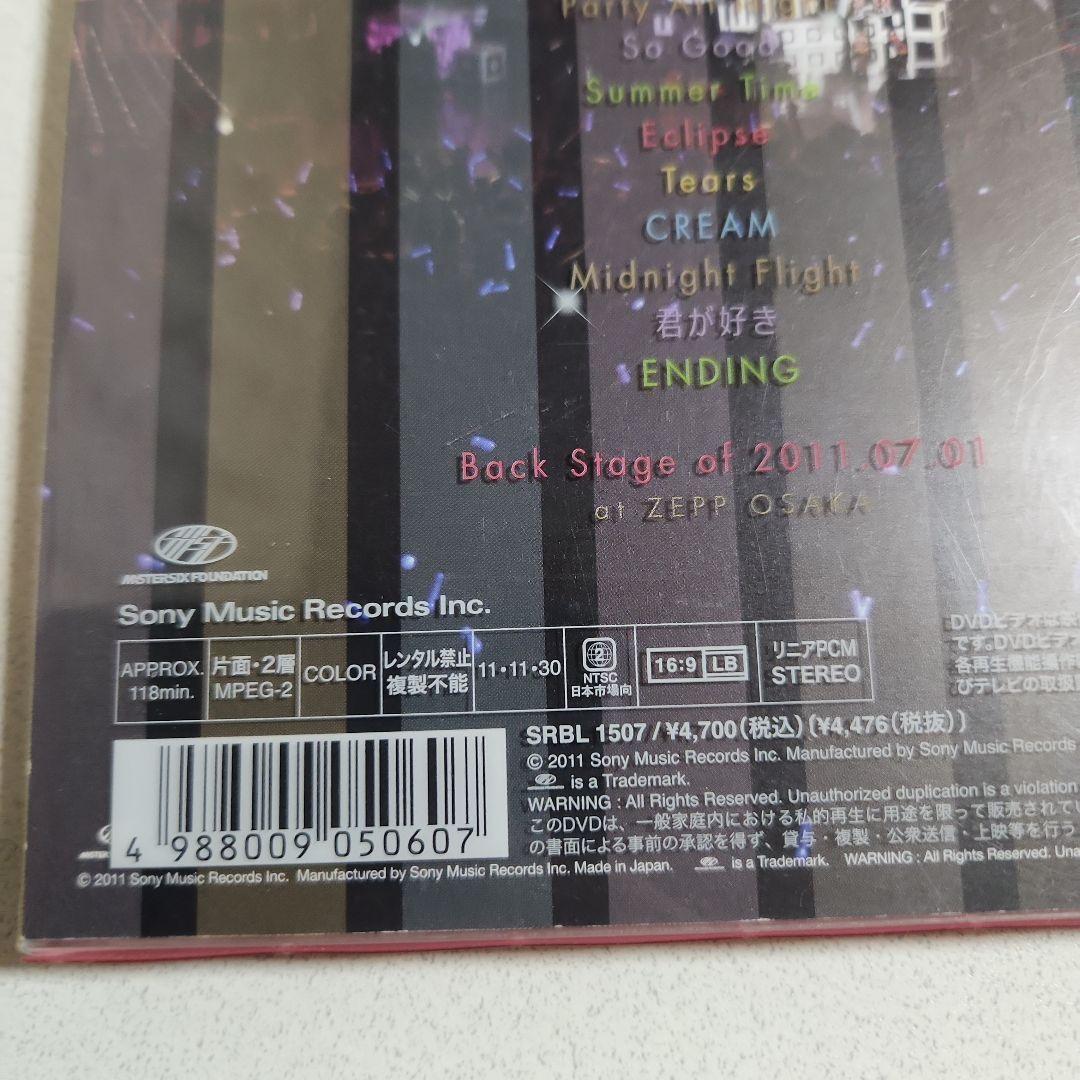 Party All Night
So Good
Summer Time
Eclipse
Tears
CREAM
Midnight Flight
君が好き
ENDING
Back Stage of 2011.07.01
at ZEPP OSAKA
MISTERSIX FOUNDATION
Sony Music Records Inc.
APPROX. 118min.
片面・2層 MPEG-2
COLOR
レンタル禁止 複製不能
11・11・30
2 NTSC 日本市場向
16:9 LB
リニアPCM STEREO
DVDビデオは
です。DVDビデオ
各再生機能操作
びテレビの取扱
SRBL 1507 / ¥4,700(税込)(¥4,476(税抜))
© 2011 Sony Music Records Inc. Manufactured by Sony Music Records
is a Trademark.
WARNING : All Rights Reserved. Unauthorized duplication is a violation
このDVDは、一般家庭内における私的再生に用途を限って販売されてい
の書面による事前の承認を得ず、貸与・複製・公衆送信・上映等を行う
4 988009 050607
© 2011 Sony Music Records Inc. Manufactured by Sony Music Records Inc. Made in Japan. is a Trademark. WARNING : All Rights Reserved. Una